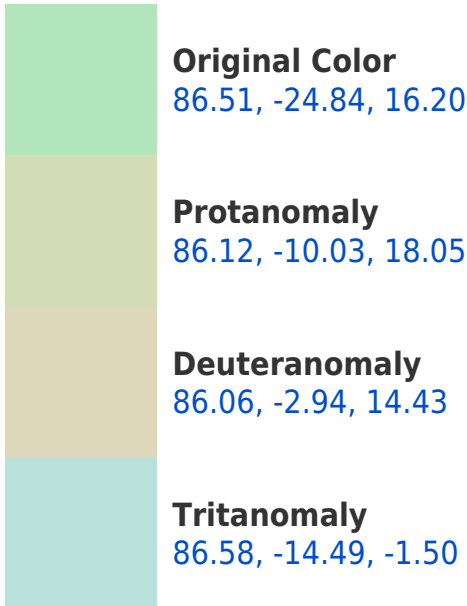 Original Color
86.51, -24.84, 16.20
Protanomaly
86.12, -10.03, 18.05
Deuteranomaly
86.06, -2.94, 14.43
Tritanomaly
86.58, -14.49, -1.50